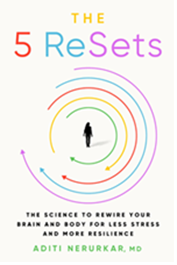 THE
5 ReSets
THE SCIENCE TO REWIRE YOUR
BRAIN AND BODY FOR LESS STRESS
AND MORE RESILIENCE
ADITI NERURKAR, MD